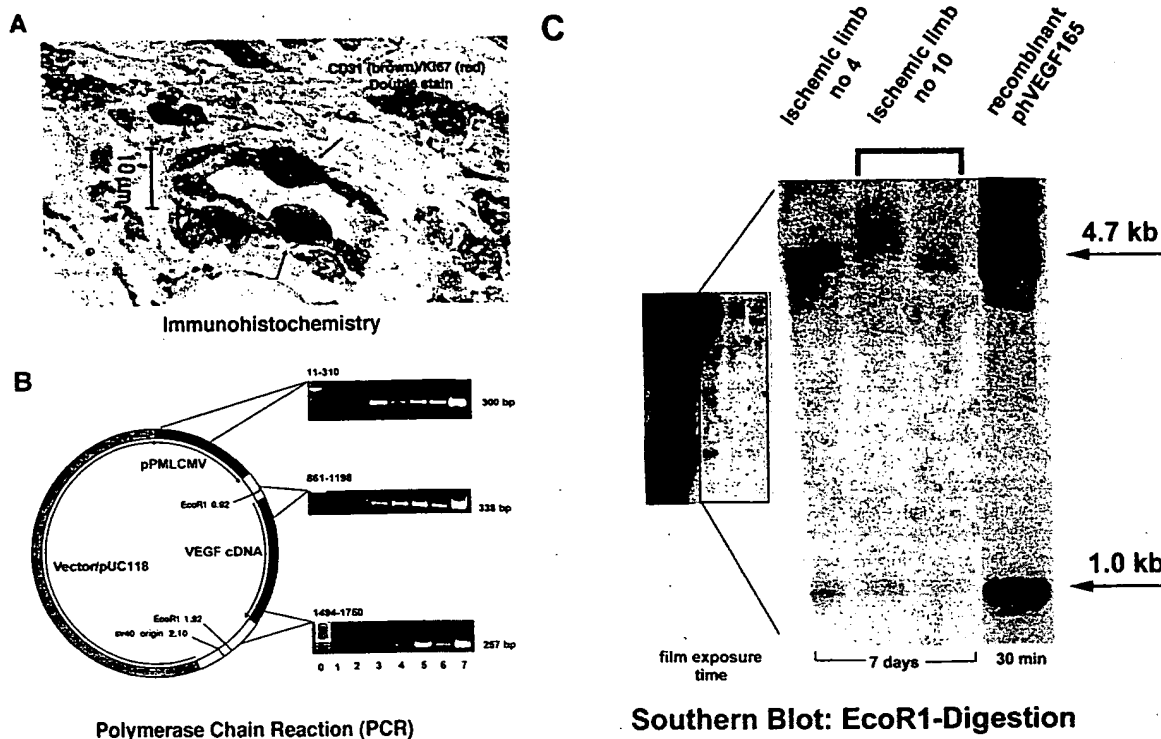 A
CD31 (brown)/Ki67 (red)
Double stain
10 µm
Immunohistochemistry
B
11-310
300 bp
pPMLCMV
EcoR1 0.92
861-1198
338 bp
VEGF cDNA
Vector/pUC118
EcoR1 1.92
sv40 origin 2.10
1494-1750
257 bp
0 1 2 3 4 5 6 7
Polymerase Chain Reaction (PCR)
C
Ischemic limb
no 4
Ischemic limb
no 10
recombinant
phVEGF165
4.7 kb
1.0 kb
film exposure
time
7 days
30 min
Southern Blot: EcoR1-Digestion